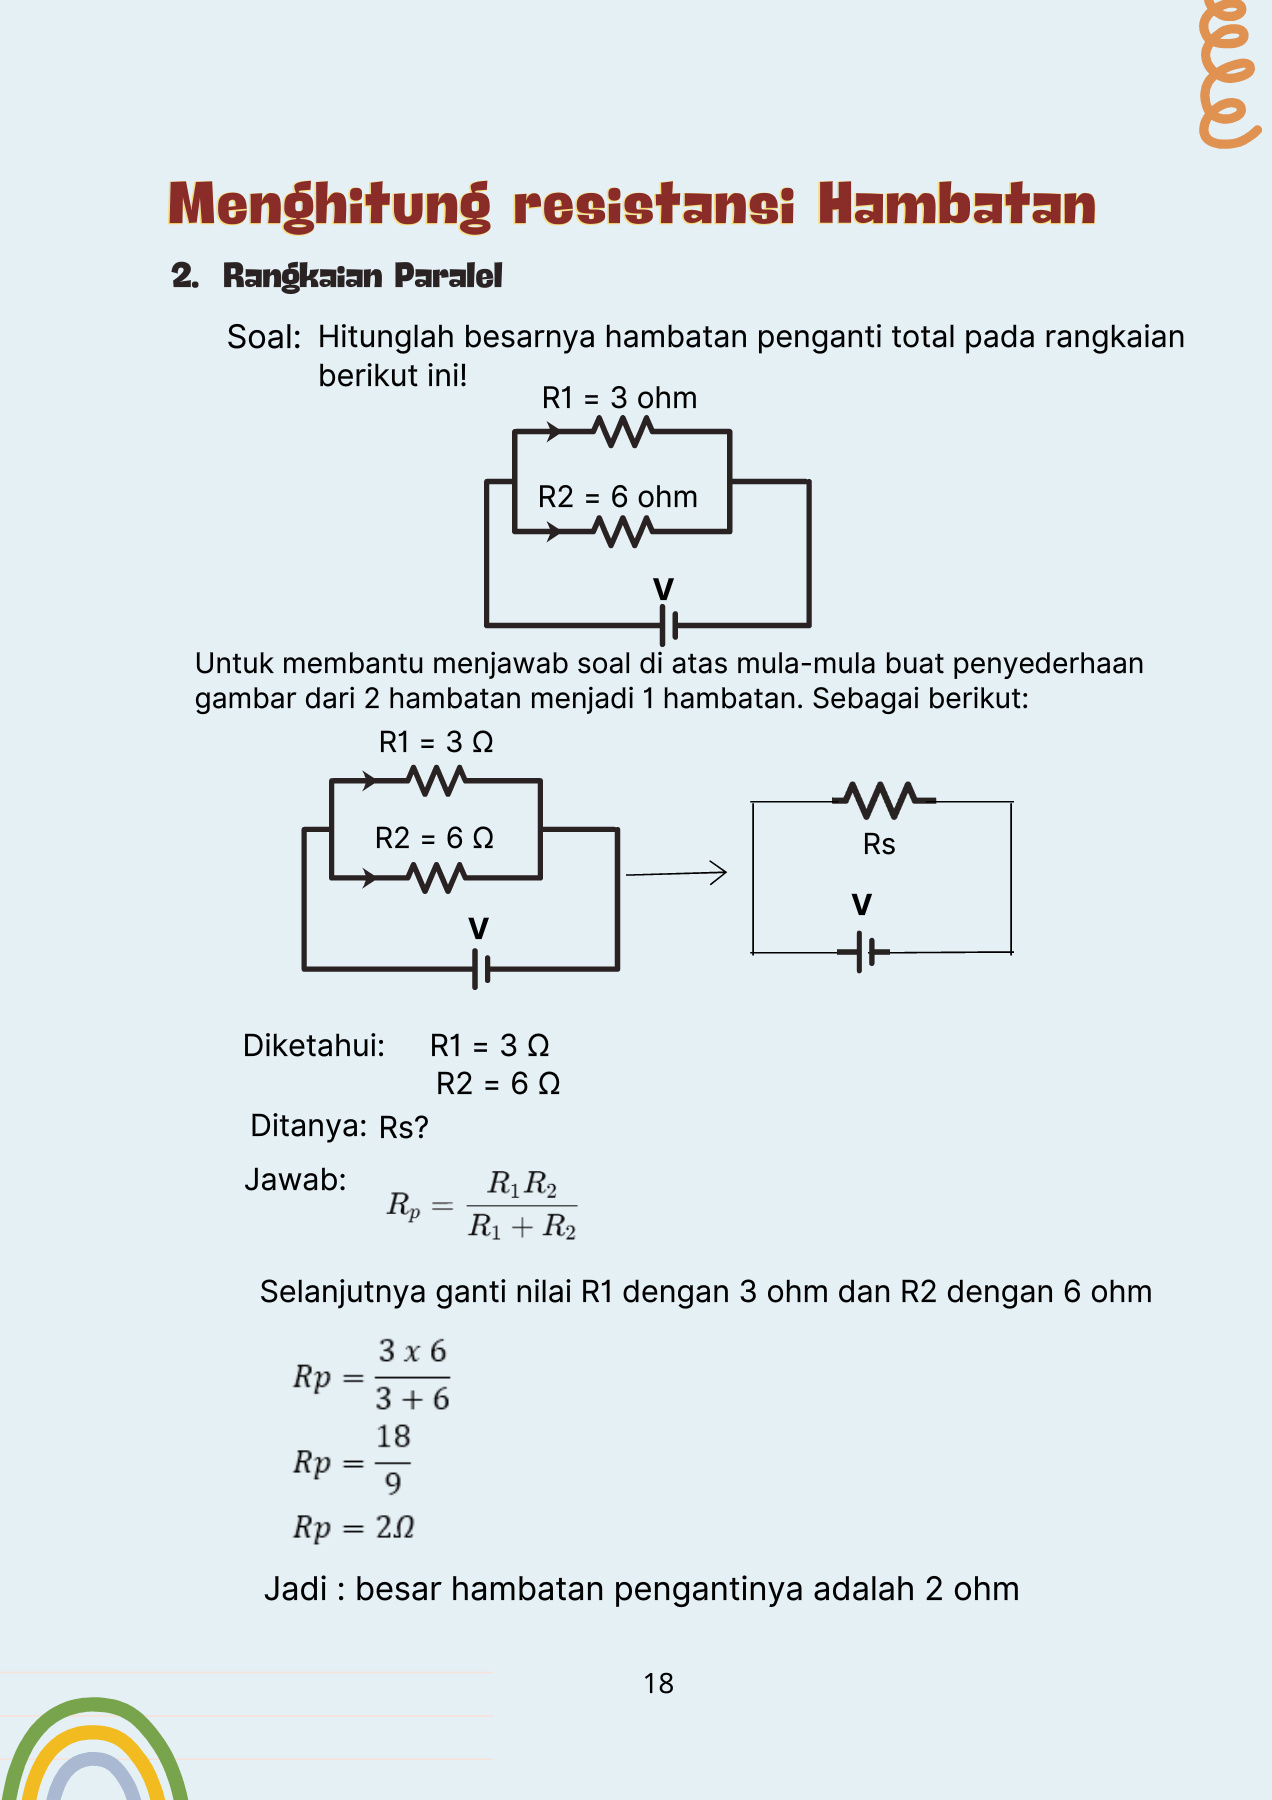 Menghitung resistansi Hambatan
2. Rangkaian Paralel
Soal: Hitunglah besarnya hambatan penganti total pada rangkaian
berikut ini!
R1 = 3 ohm
R2 = 6 ohm
V
Untuk membantu menjawab soal di atas mula-mula buat penyederhaan
gambar dari 2 hambatan menjadi 1 hambatan. Sebagai berikut:
R1 = 3 Ω
R2 = 6 Ω
V
Rs
V
Diketahui: R1 = 3 Ω
R2 = 6 Ω
Ditanya: Rs?
Jawab:
R_p = \frac{R_1 R_2}{R_1 + R_2}
Selanjutnya ganti nilai R1 dengan 3 ohm dan R2 dengan 6 ohm
Rp = \frac{3 x 6}{3 + 6}
Rp = \frac{18}{9}
Rp = 2Ω
Jadi : besar hambatan pengantinya adalah 2 ohm
18